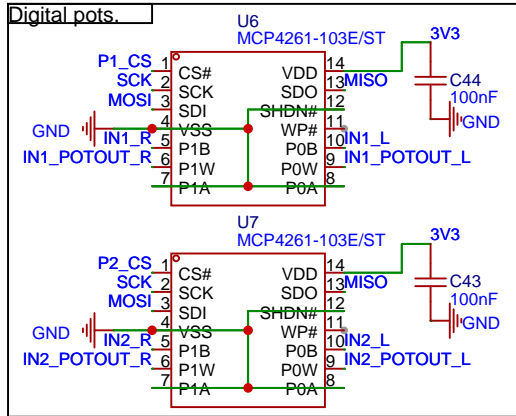 Digital pots.
U6
MCP4261-103E/ST
3V3
P1_CS 1 CS# VDD 14
SCK 2 SCK SDO 13 MISO
MOSI 3 SDI SHDN# 12
GND 4 VSS WP# 11
IN1_R 5 P1B P0B 10 IN1_L
IN1_POTOUT_R 6 P1W P0W 9 IN1_POTOUT_L
7 P1A P0A 8
C44
100nF
GND
U7
MCP4261-103E/ST
3V3
P2_CS 1 CS# VDD 14
SCK 2 SCK SDO 13 MISO
MOSI 3 SDI SHDN# 12
GND 4 VSS WP# 11
IN2_R 5 P1B P0B 10 IN2_L
IN2_POTOUT_R 6 P1W P0W 9 IN2_POTOUT_L
7 P1A P0A 8
C43
100nF
GND